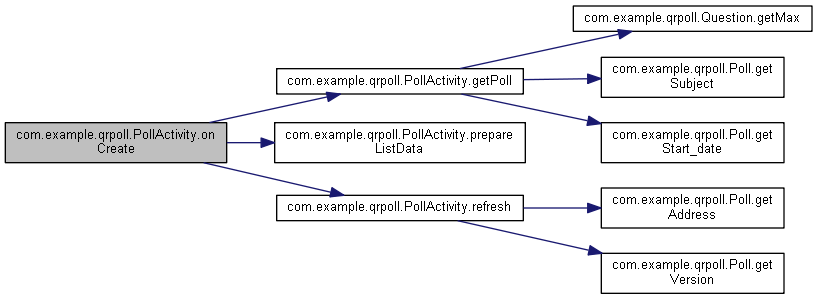 com.example.qrpoll.Question.getMax
com.example.qrpoll.PollActivity.getPoll
com.example.qrpoll.Poll.get
Subject
com.example.qrpoll.PollActivity.on
Create
com.example.qrpoll.PollActivity.prepare
ListData
com.example.qrpoll.Poll.get
Start_date
com.example.qrpoll.PollActivity.refresh
com.example.qrpoll.Poll.get
Address
com.example.qrpoll.Poll.get
Version